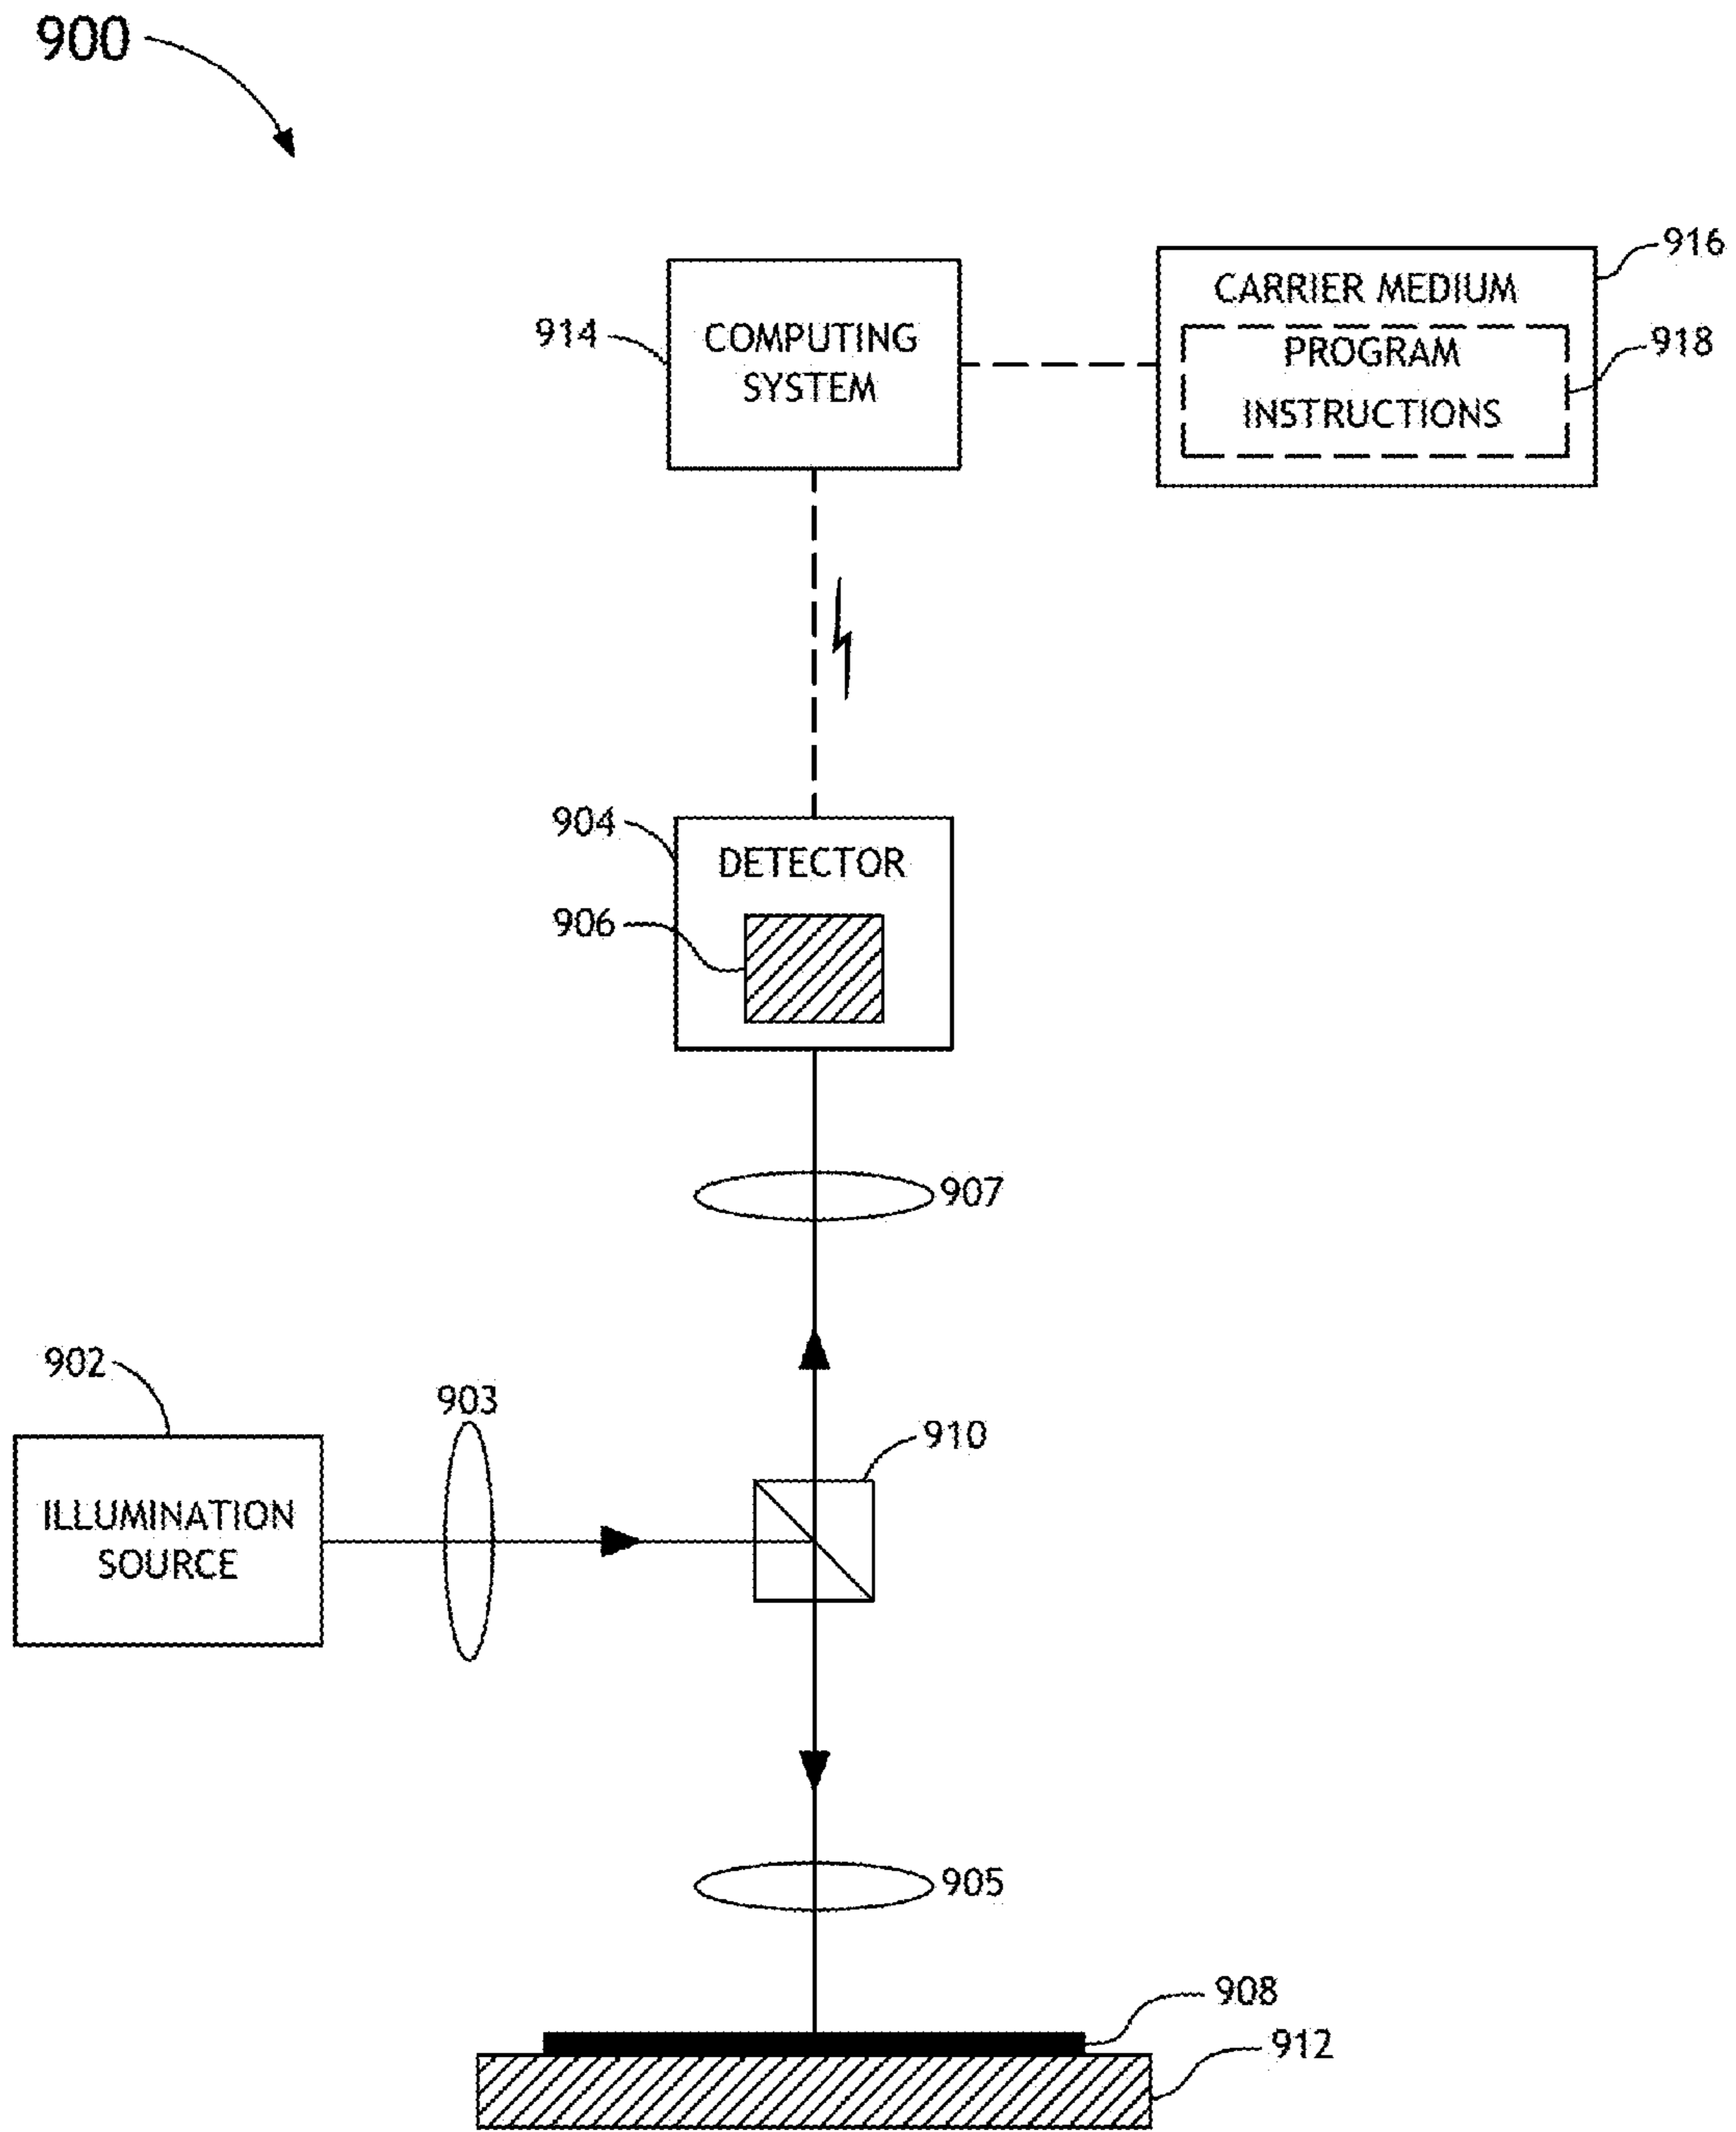 900
916
CARRIER MEDIUM
914
COMPUTING
SYSTEM
PROGRAM
INSTRUCTIONS
918
904
DETECTOR
906
907
902
903
910
ILLUMINATION
SOURCE
905
908
912